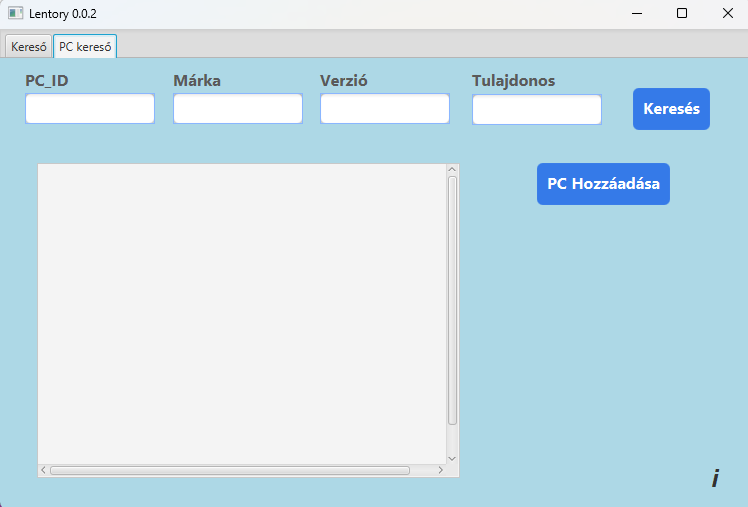 Lentory 0.0.2
Kereső PC kereső
PC_ID Márka Verzió Tulajdonos
Keresés
PC Hozzáadása
i